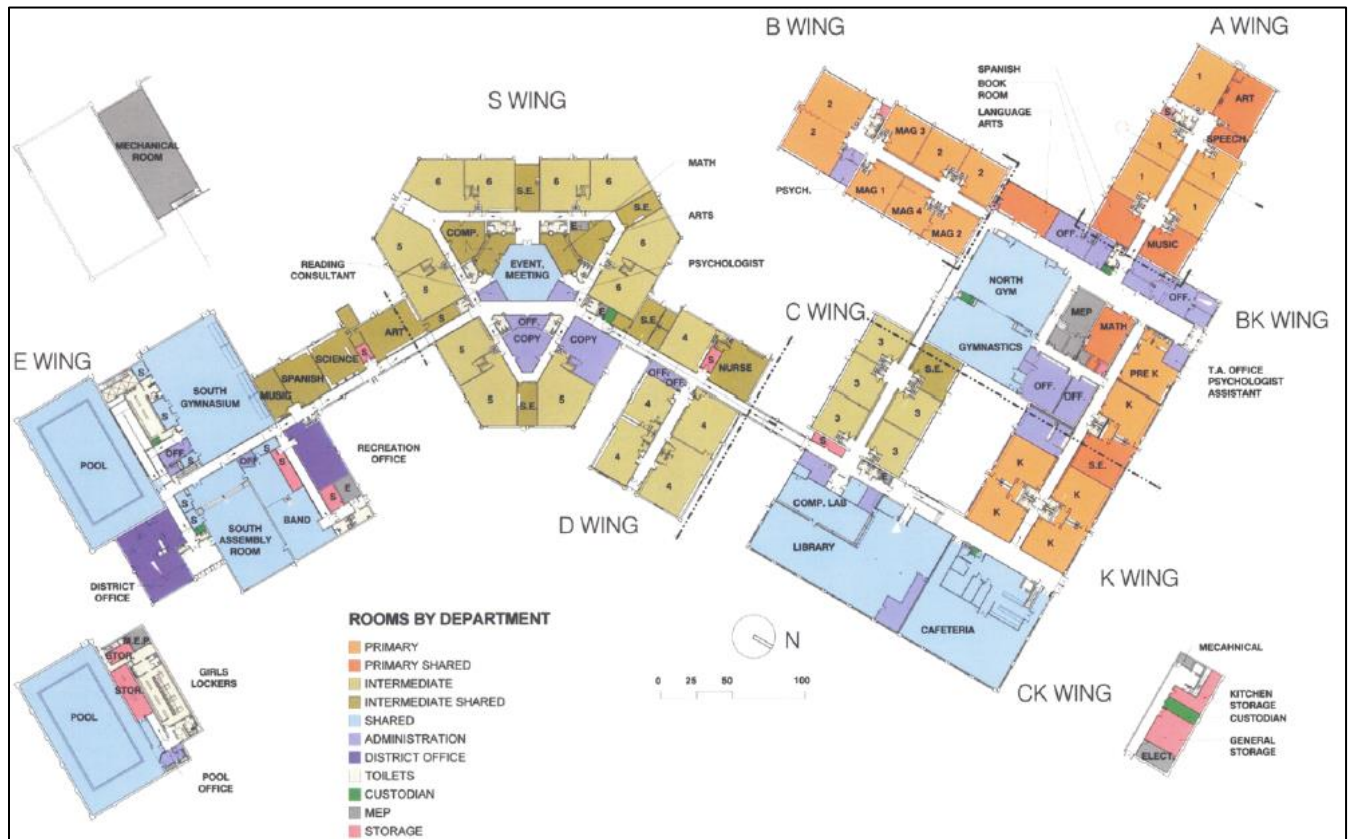 B WING
A WING
S WING
SPANISH
BOOK
ROOM
LANGUAGE
ARTS
1
ART
S
SPEECH
1
1
1
1
MUSIC
2
2
MAG 3
2
2
PSYCH.
MAG 1
MAG 4
MAG 2
OFF.
OFF.
MECHANICAL
ROOM
MATH
ARTS
PSYCHOLOGIST
6
6
S.E.
6
6
S.E.
COMP.
E
5
6
EVENT,
MEETING
READING
CONSULTANT
5
6
S
OFF.
COPY
COPY
E
S.E.
4
S
NURSE
ART
SCIENCE
S
SPANISH
MUSIC
5
S.E.
5
5
OFF.
OFF.
4
4
4
4
D WING
NORTH
GYM
GYMNASTICS
MEP
MATH
BK WING
T.A. OFFICE
PSYCHOLOGIST
ASSISTANT
C WING
3
3
3
S.E.
3
3
3
S
OFF.
OFF.
PRE K
K
S.E.
K
K
K
K
K WING
E WING
S
SOUTH
GYMNASIUM
S
POOL
OFF.
S
OFF.
S
RECREATION
OFFICE
S
E
S
S
BAND
SOUTH
ASSEMBLY
ROOM
DISTRICT
OFFICE
COMP. LAB
LIBRARY
CAFETERIA
CK WING
M.E.P.
STOR.
STOR.
GIRLS
LOCKERS
POOL
POOL
OFFICE
ROOMS BY DEPARTMENT
PRIMARY
PRIMARY SHARED
INTERMEDIATE
INTERMEDIATE SHARED
SHARED
ADMINISTRATION
DISTRICT OFFICE
TOILETS
CUSTODIAN
MEP
STORAGE
N
0 25 50 100
MECAHNICAL
KITCHEN
STORAGE
CUSTODIAN
GENERAL
STORAGE
ELECT.